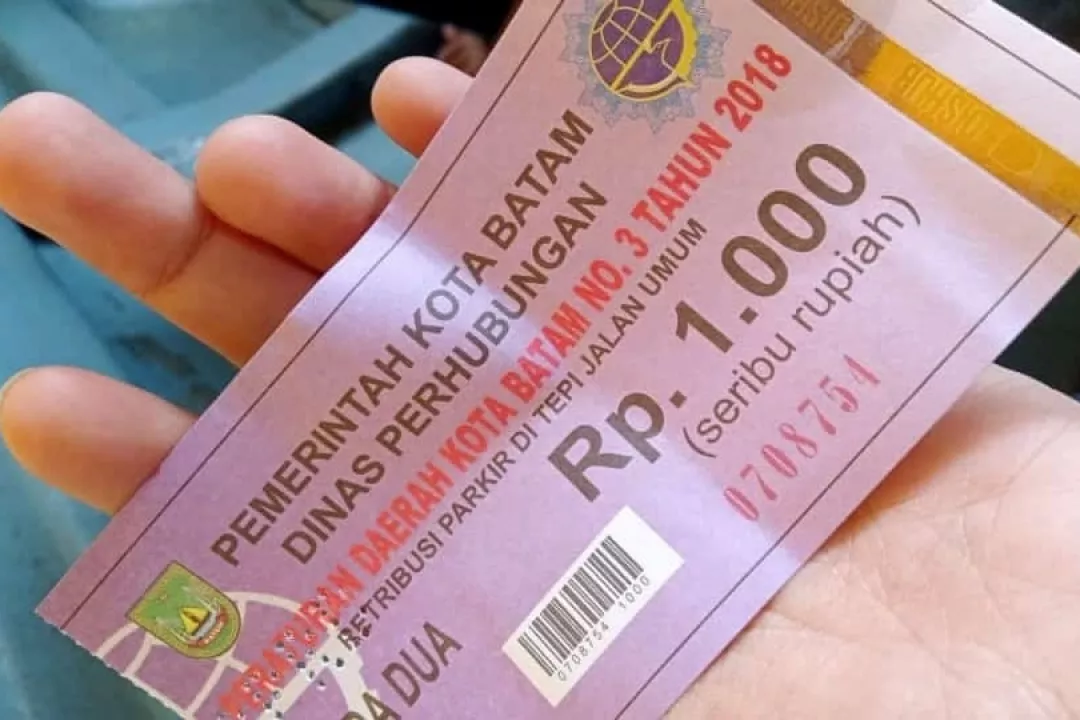 PEMERINTAH KOTA BATAM
DINAS PERHUBUNGAN
PERATURAN DAERAH KOTA BATAM NO. 3 TAHUN 2018
RETRIBUSI PARKIR DI TEPI JALAN UMUM
Rp. 1.000
(seribu rupiah)
0708754
DUA
0708754 1000